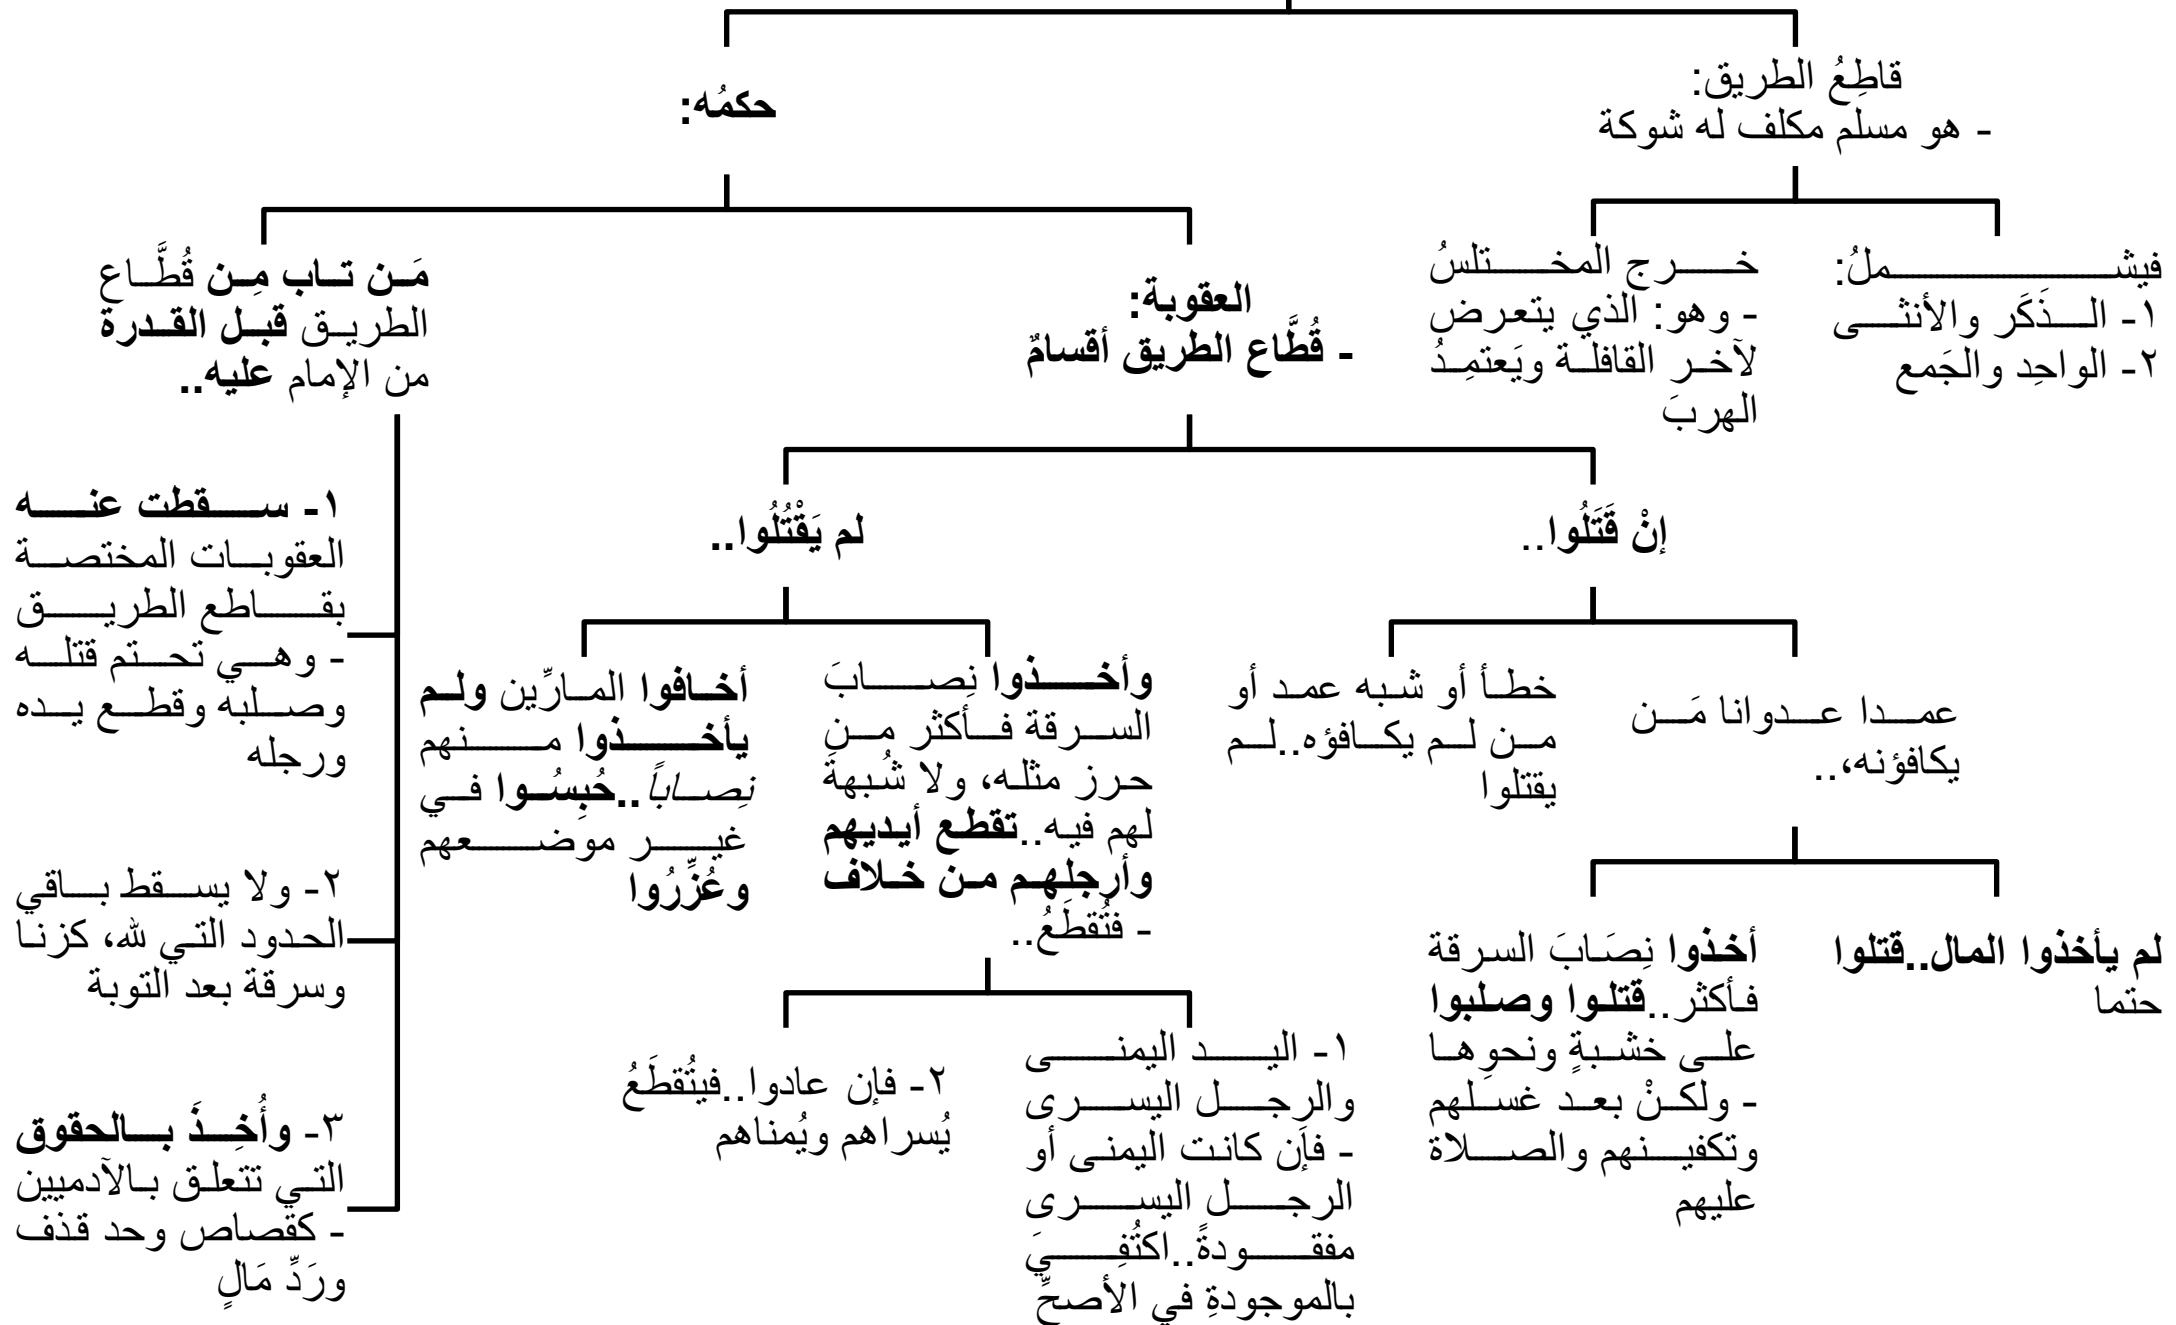 قاطِعُ الطريق:
- هو مسلم مكلف له شوكة
فيشملُ:
١- الذَكَر والأنثى
٢- الواحِد والجَمع
خرج المختلسُ
- وهو: الذي يتعرض
لآخر القافلة ويَعتمِدُ
الهربَ
حكمُه:
العقوبة:
- قُطَّاع الطريق أقسامٌ
إنْ قَتَلُوا..
عمدا عدوانا مَن
يكافؤنه،..
لم يأخذوا المال..قتلوا
حتما
أخذوا نِصَابَ السرقة
فأكثر..قتلوا وصلبوا
على خشبةٍ ونحوِها
- ولكنْ بعد غسلهم
وتكفينهم والصلاة
عليهم
خطأ أو شبه عمد أو
من لم يكافؤه..لم
يقتلوا
لم يَقْتُلُوا..
وأخذوا نِصابَ
السرقة فأكثر مِن
حرز مثله، ولا شُبهةَ
لهم فيه..تقطع أيديهم
وأرجلهم من خلاف
- فتُقطَعُ..
١- اليد اليمنى
والرجل اليسرى
- فإن كانت اليمنى أو
الرجل اليسرى
مفقودةً..اكتُفِيَ
بالموجودةِ في الأصحِّ
٢- فإن عادوا..فيتُقطَعُ
يُسراهم ويُمناهم
أخافوا المارِّين ولم
يأخذوا منهم
نِصاباً..حُبِسُوا في
غير موضعهم
وعُزِّرُوا
مَن تاب مِن قُطَّاع
الطريق قبل القدرة
من الإمام عليه..
١- سقطت عنه
العقوبات المختصة
بقاطع الطريق
- وهي تحتم قتله
وصلبه وقطع يده
ورجله
٢- ولا يسقط باقي
الحدود التي لله، كزنا
وسرقة بعد التوبة
٣- وأُخِذَ بالحقوق
التي تتعلق بالآدميين
- كقصاص وحد قذف
ورَدِّ مَالٍ